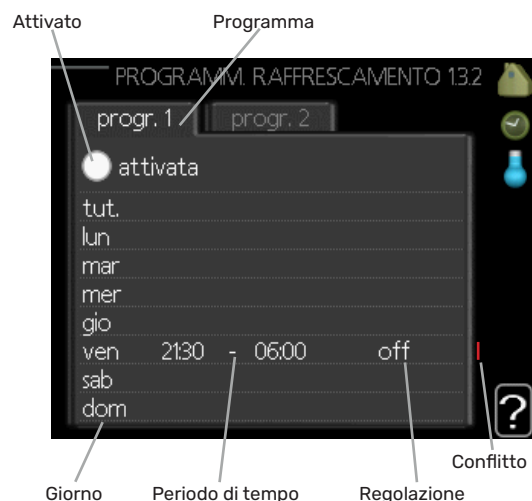 Attivato Programma
PROGRAMM. RAFFRESCAMENTO 1.3.2
progr. 1 progr. 2
attivata
tut.
lun
mar
mer
gio
ven 21:30 - 06:00 off !
sab
dom
?
Conflitto
Giorno Periodo di tempo Regolazione